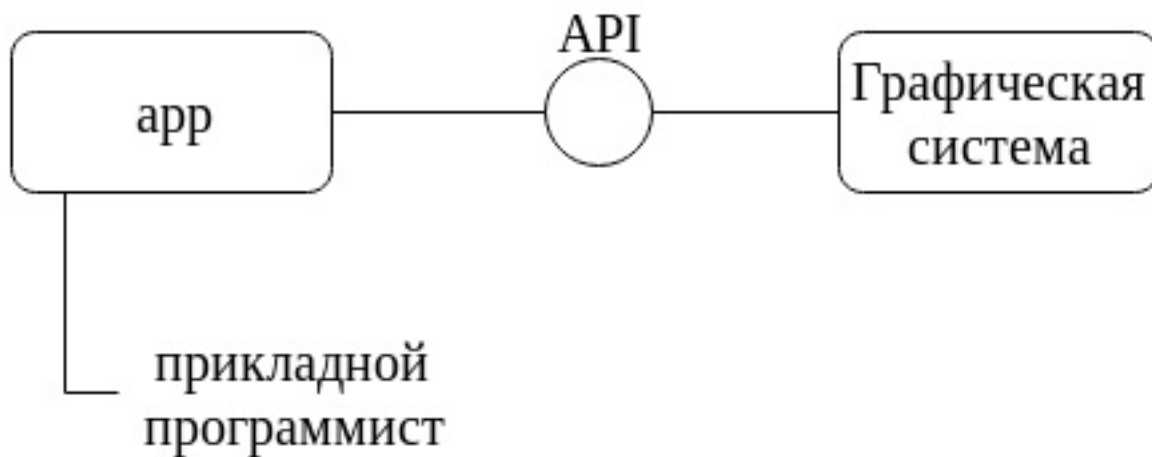 API
app
Графическая
система
прикладной
программист